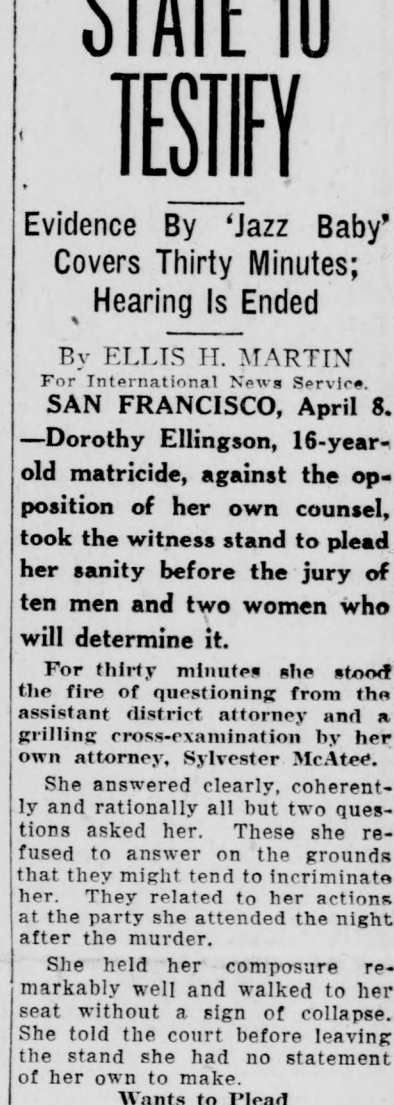 STATE TO
TESTIFY
Evidence By 'Jazz Baby'
Covers Thirty Minutes;
Hearing Is Ended
By ELLIS H. MARTIN
For International News Service.
SAN FRANCISCO, April 8.
—Dorothy Ellingson, 16-year-
old matricide, against the op-
position of her own counsel,
took the witness stand to plead
her sanity before the jury of
ten men and two women who
will determine it.
For thirty minutes she stood
the fire of questioning from the
assistant district attorney and a
grilling cross-examination by her
own attorney, Sylvester McAtee.
She answered clearly, coherent-
ly and rationally all but two ques-
tions asked her. These she re-
fused to answer on the grounds
that they might tend to incriminate
her. They related to her actions
at the party she attended the night
after the murder.
She held her composure re-
markably well and walked to her
seat without a sign of collapse.
She told the court before leaving
the stand she had no statement
of her own to make.
Wants to Plead